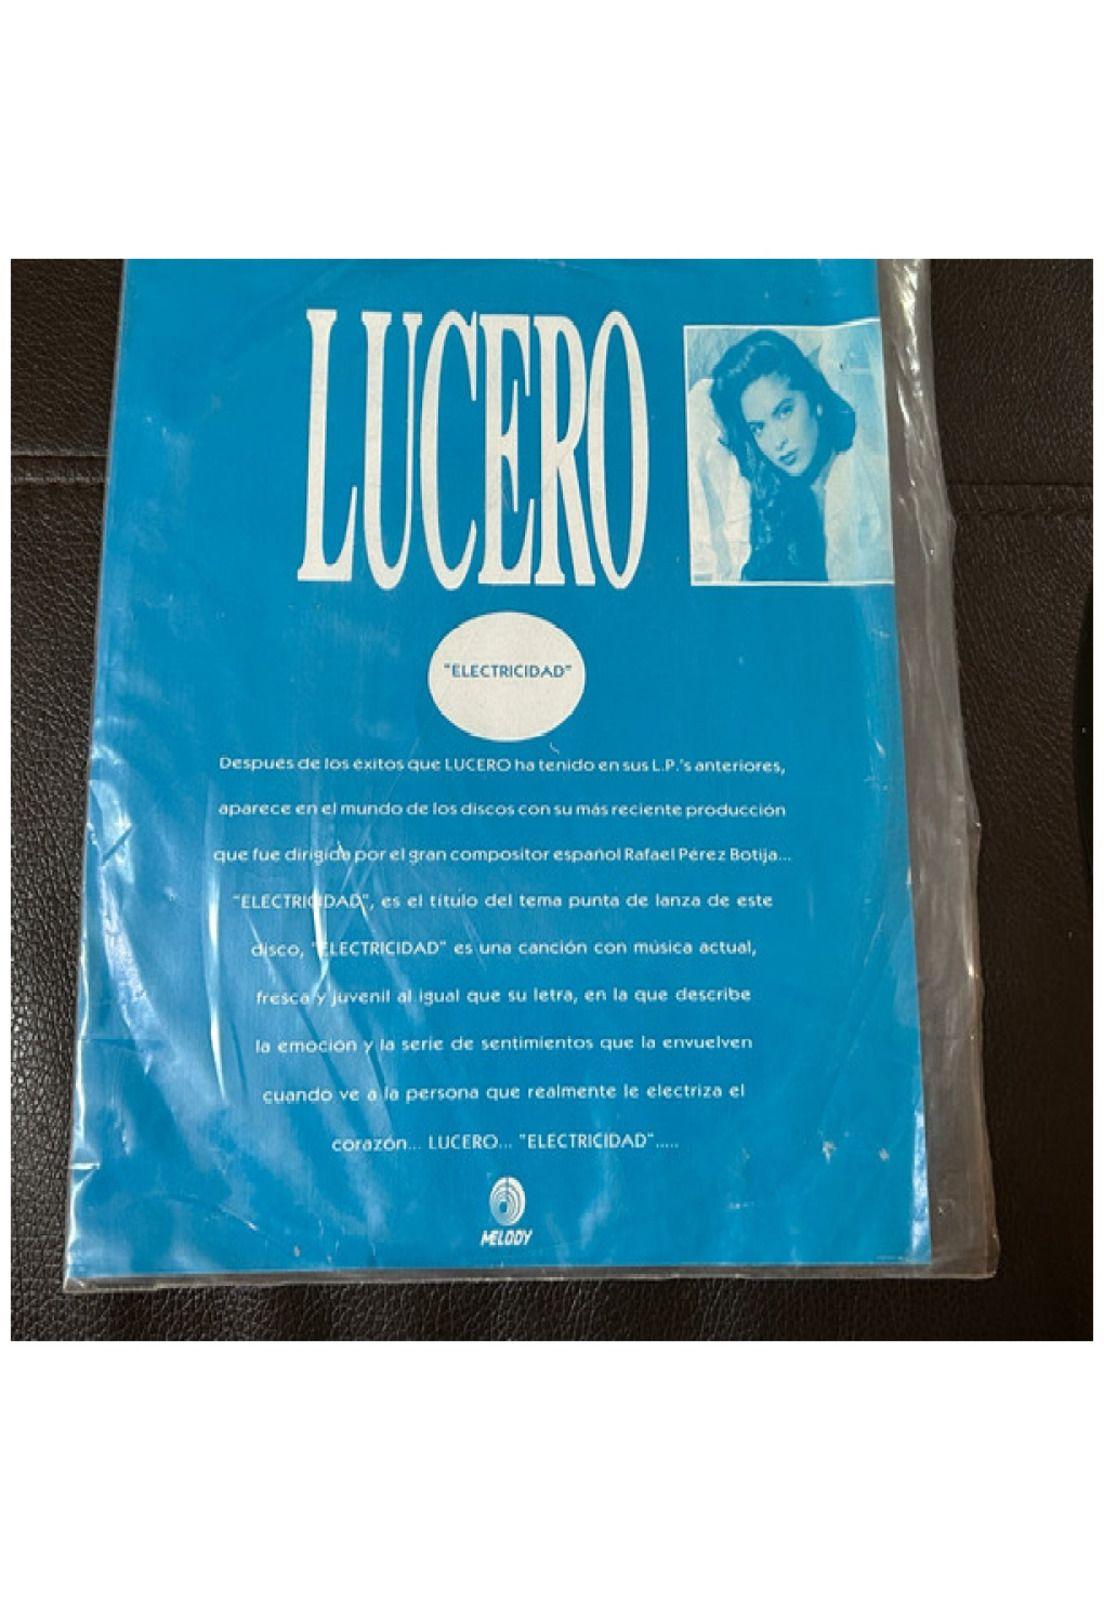 LUCERO
"ELECTRICIDAD"
Despues de los éxitos que LUCERO ha tenido en sus L.P.'s anteriores,
aparece en el mundo de los discos con su más reciente producción
que fue dirigida por el gran compositor español Rafael Pérez Botija...
"ELECTRICIDAD", es el título del tema punta de lanza de este
disco, "ELECTRICIDAD" es una canción con música actual,
fresca y juvenil al igual que su letra, en la que describe
la emoción y la serie de sentimientos que la envuelven
cuando ve a la persona que realmente le electriza el
corazón... LUCERO... "ELECTRICIDAD".....
MELODY